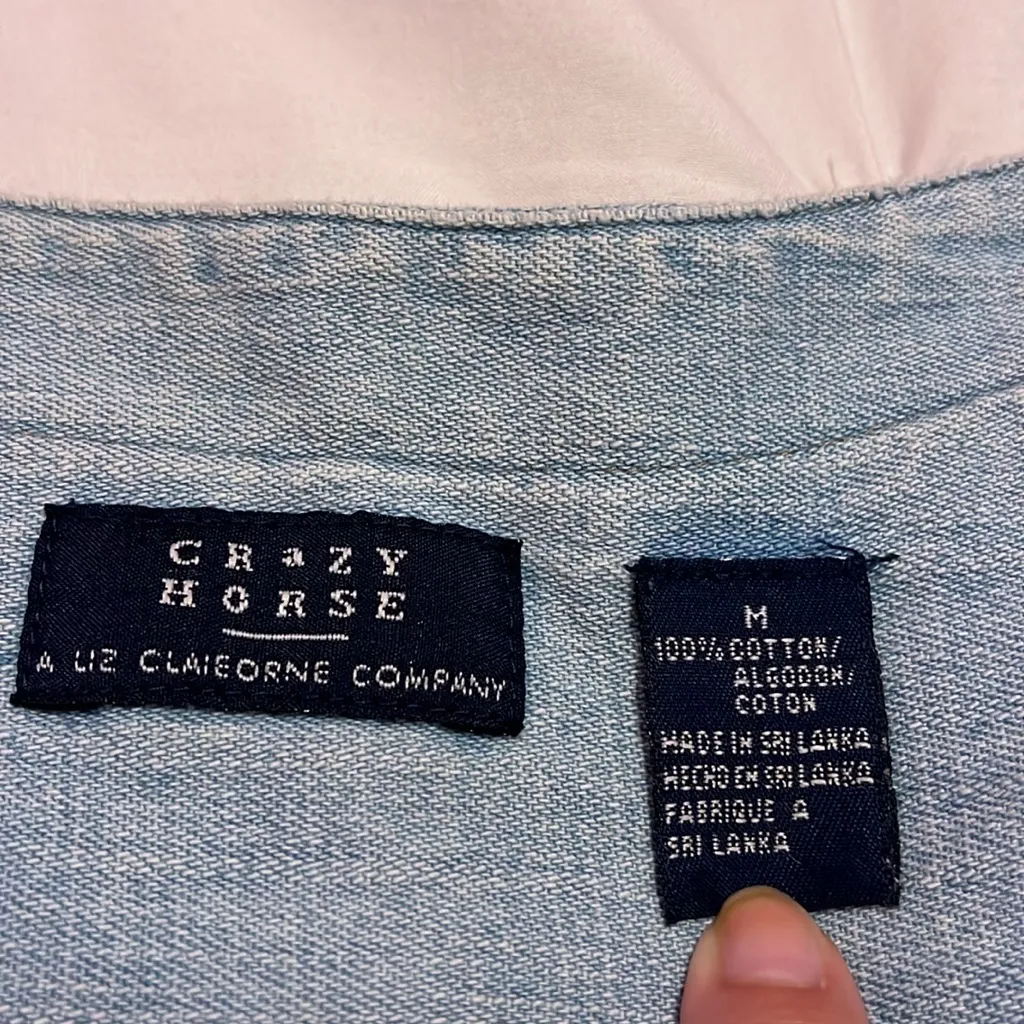 CRaZY
HORSE
A LIZ CLAIBORNE COMPANY
M
100% COTTON/
ALGODON/
COTON
MADE IN SRI LANKA
HECHO EN SRI LANKA
FABRIQUE A
SRI LANKA